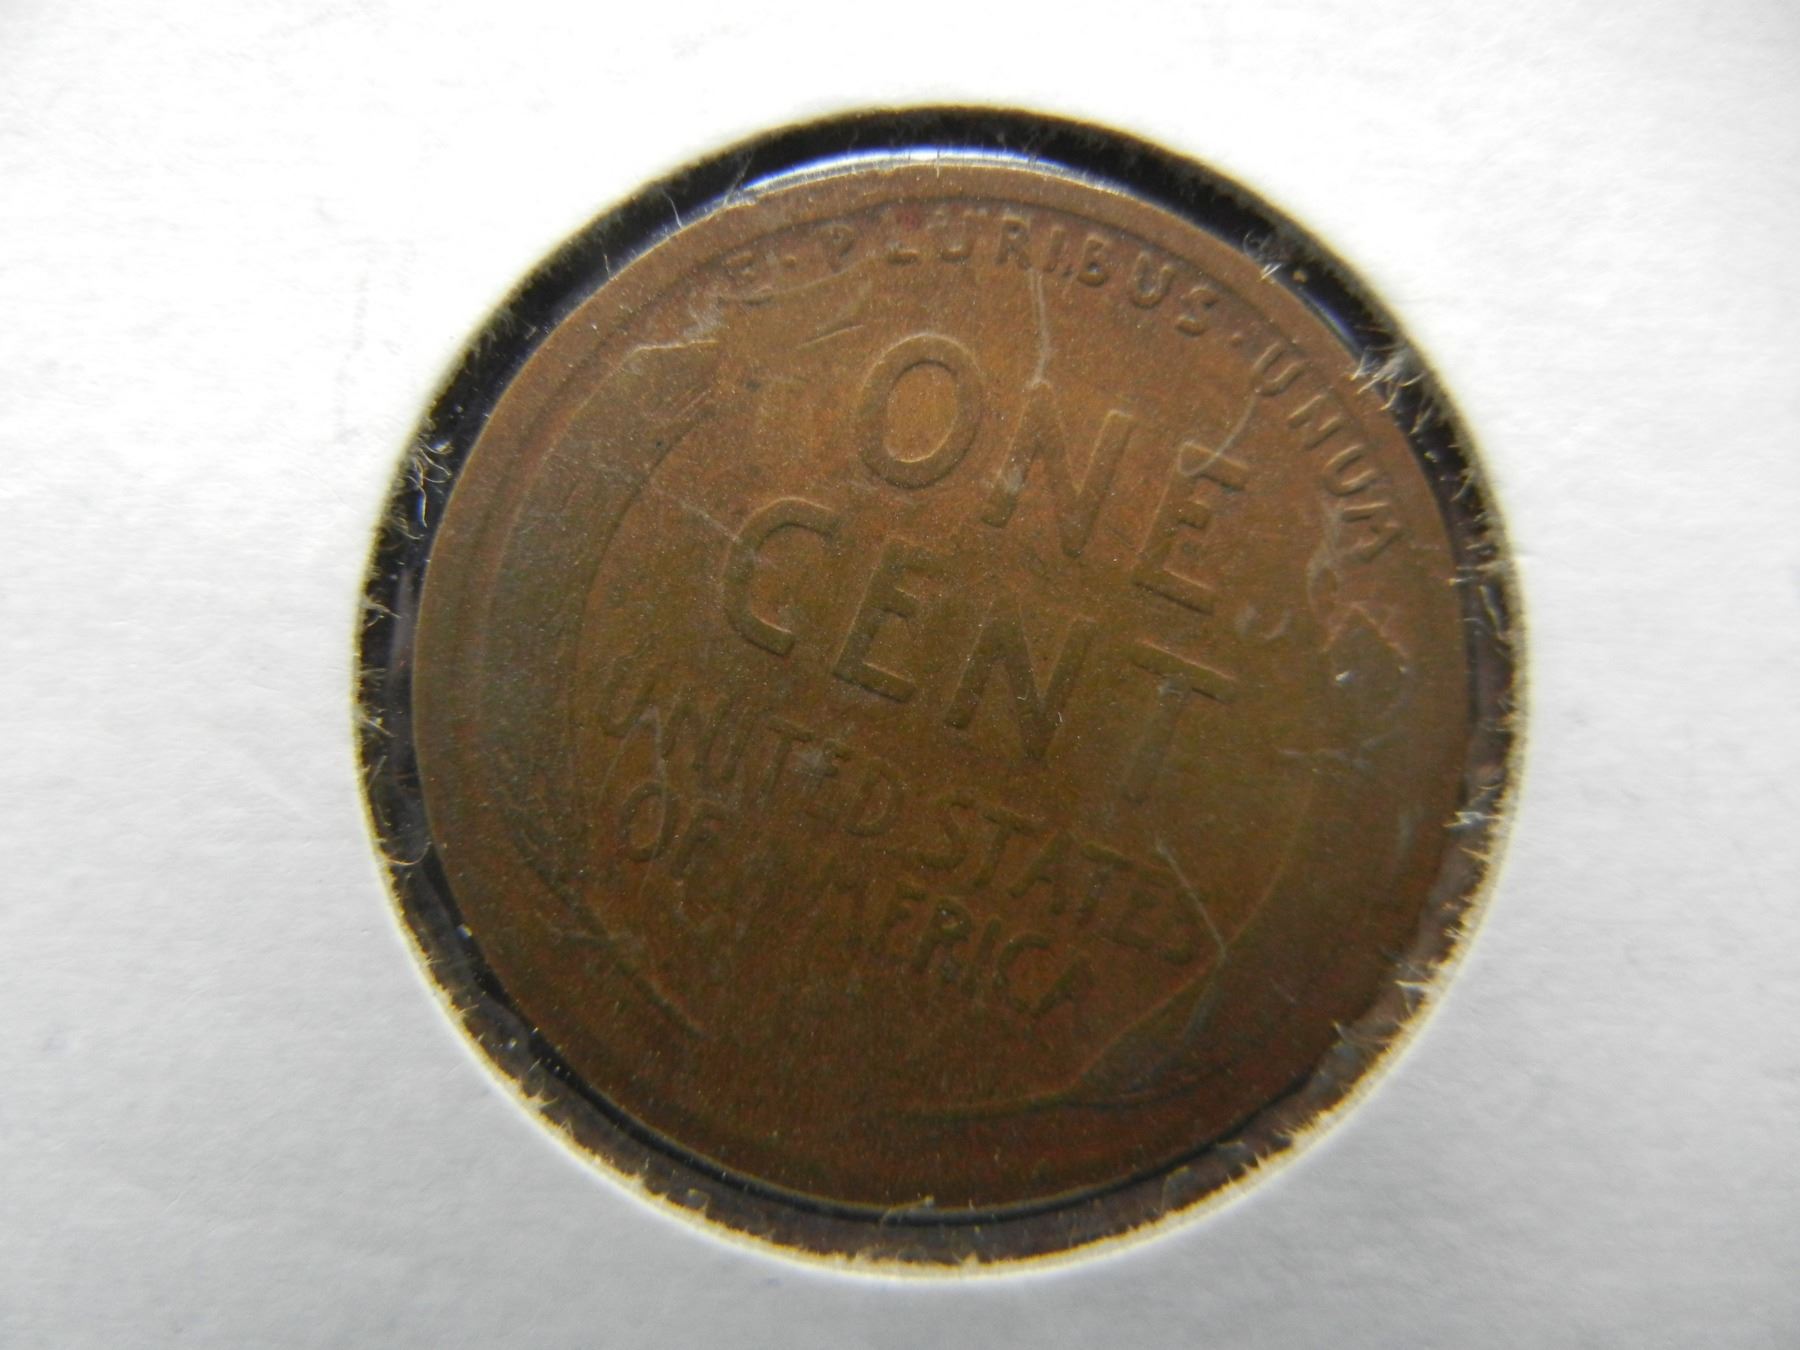 E · PLURIBUS · UNUM
ONE
CENT
UNITED STATES
OF AMERICA